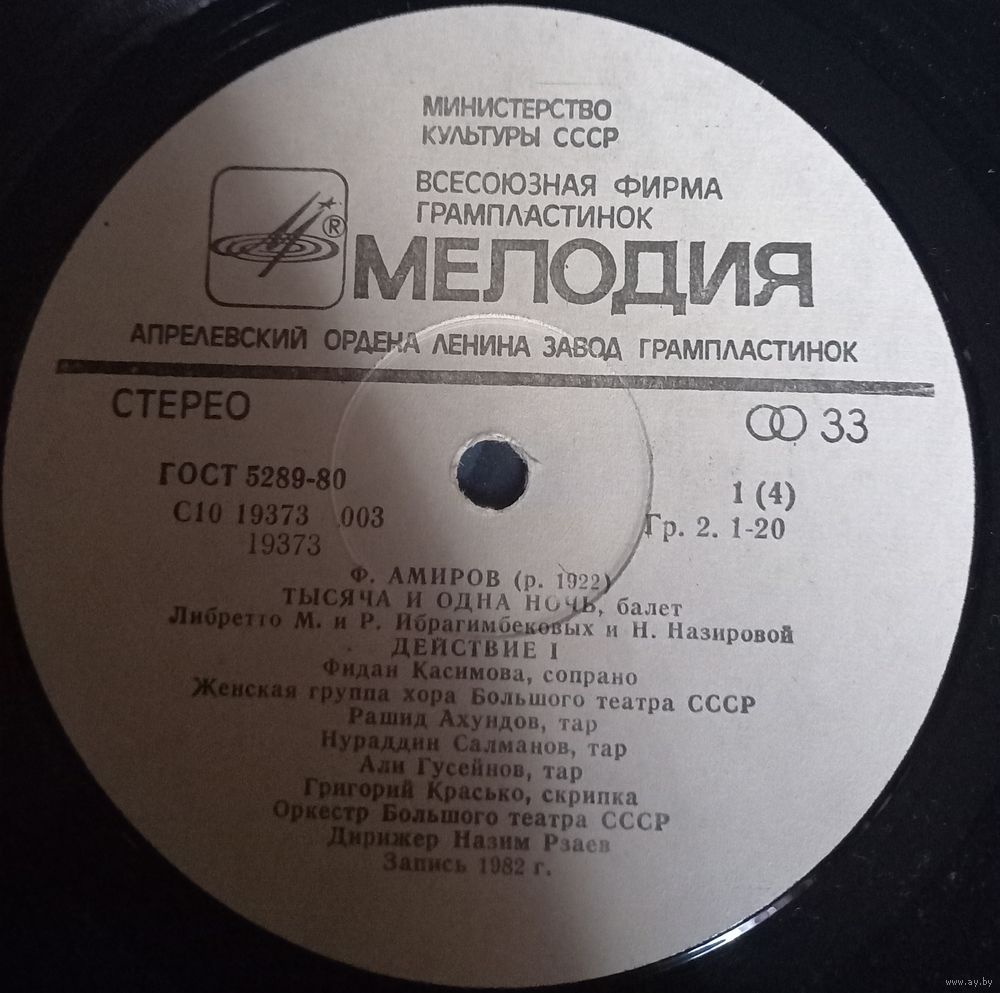 МИНИСТЕРСТВО
КУЛЬТУРЫ СССР
ВСЕСОЮЗНАЯ ФИРМА
ГРАМПЛАСТИНОК
®
МЕЛОДИЯ
АПРЕЛЕВСКИЙ ОРДЕНА ЛЕНИНА ЗАВОД ГРАМПЛАСТИНОК
СТЕРЕО
33
ГОСТ 5289-80
1 (4)
С10 19373 003
Гр. 2. 1-20
19373
Ф. АМИРОВ (р. 1922)
ТЫСЯЧА И ОДНА НОЧЬ, балет
Либретто М. и Р. Ибрагимбековых и Н. Назировой
ДЕЙСТВИЕ I
Фидан Касимова, сопрано
Женская группа хора Большого театра СССР
Рашид Ахундов, тар
Нураддин Салманов, тар
Али Гусейнов, тар
Григорий Красько, скрипка
Оркестр Большого театра СССР
Дирижер Назим Рзаев
Запись 1982 г.
www.ay.by